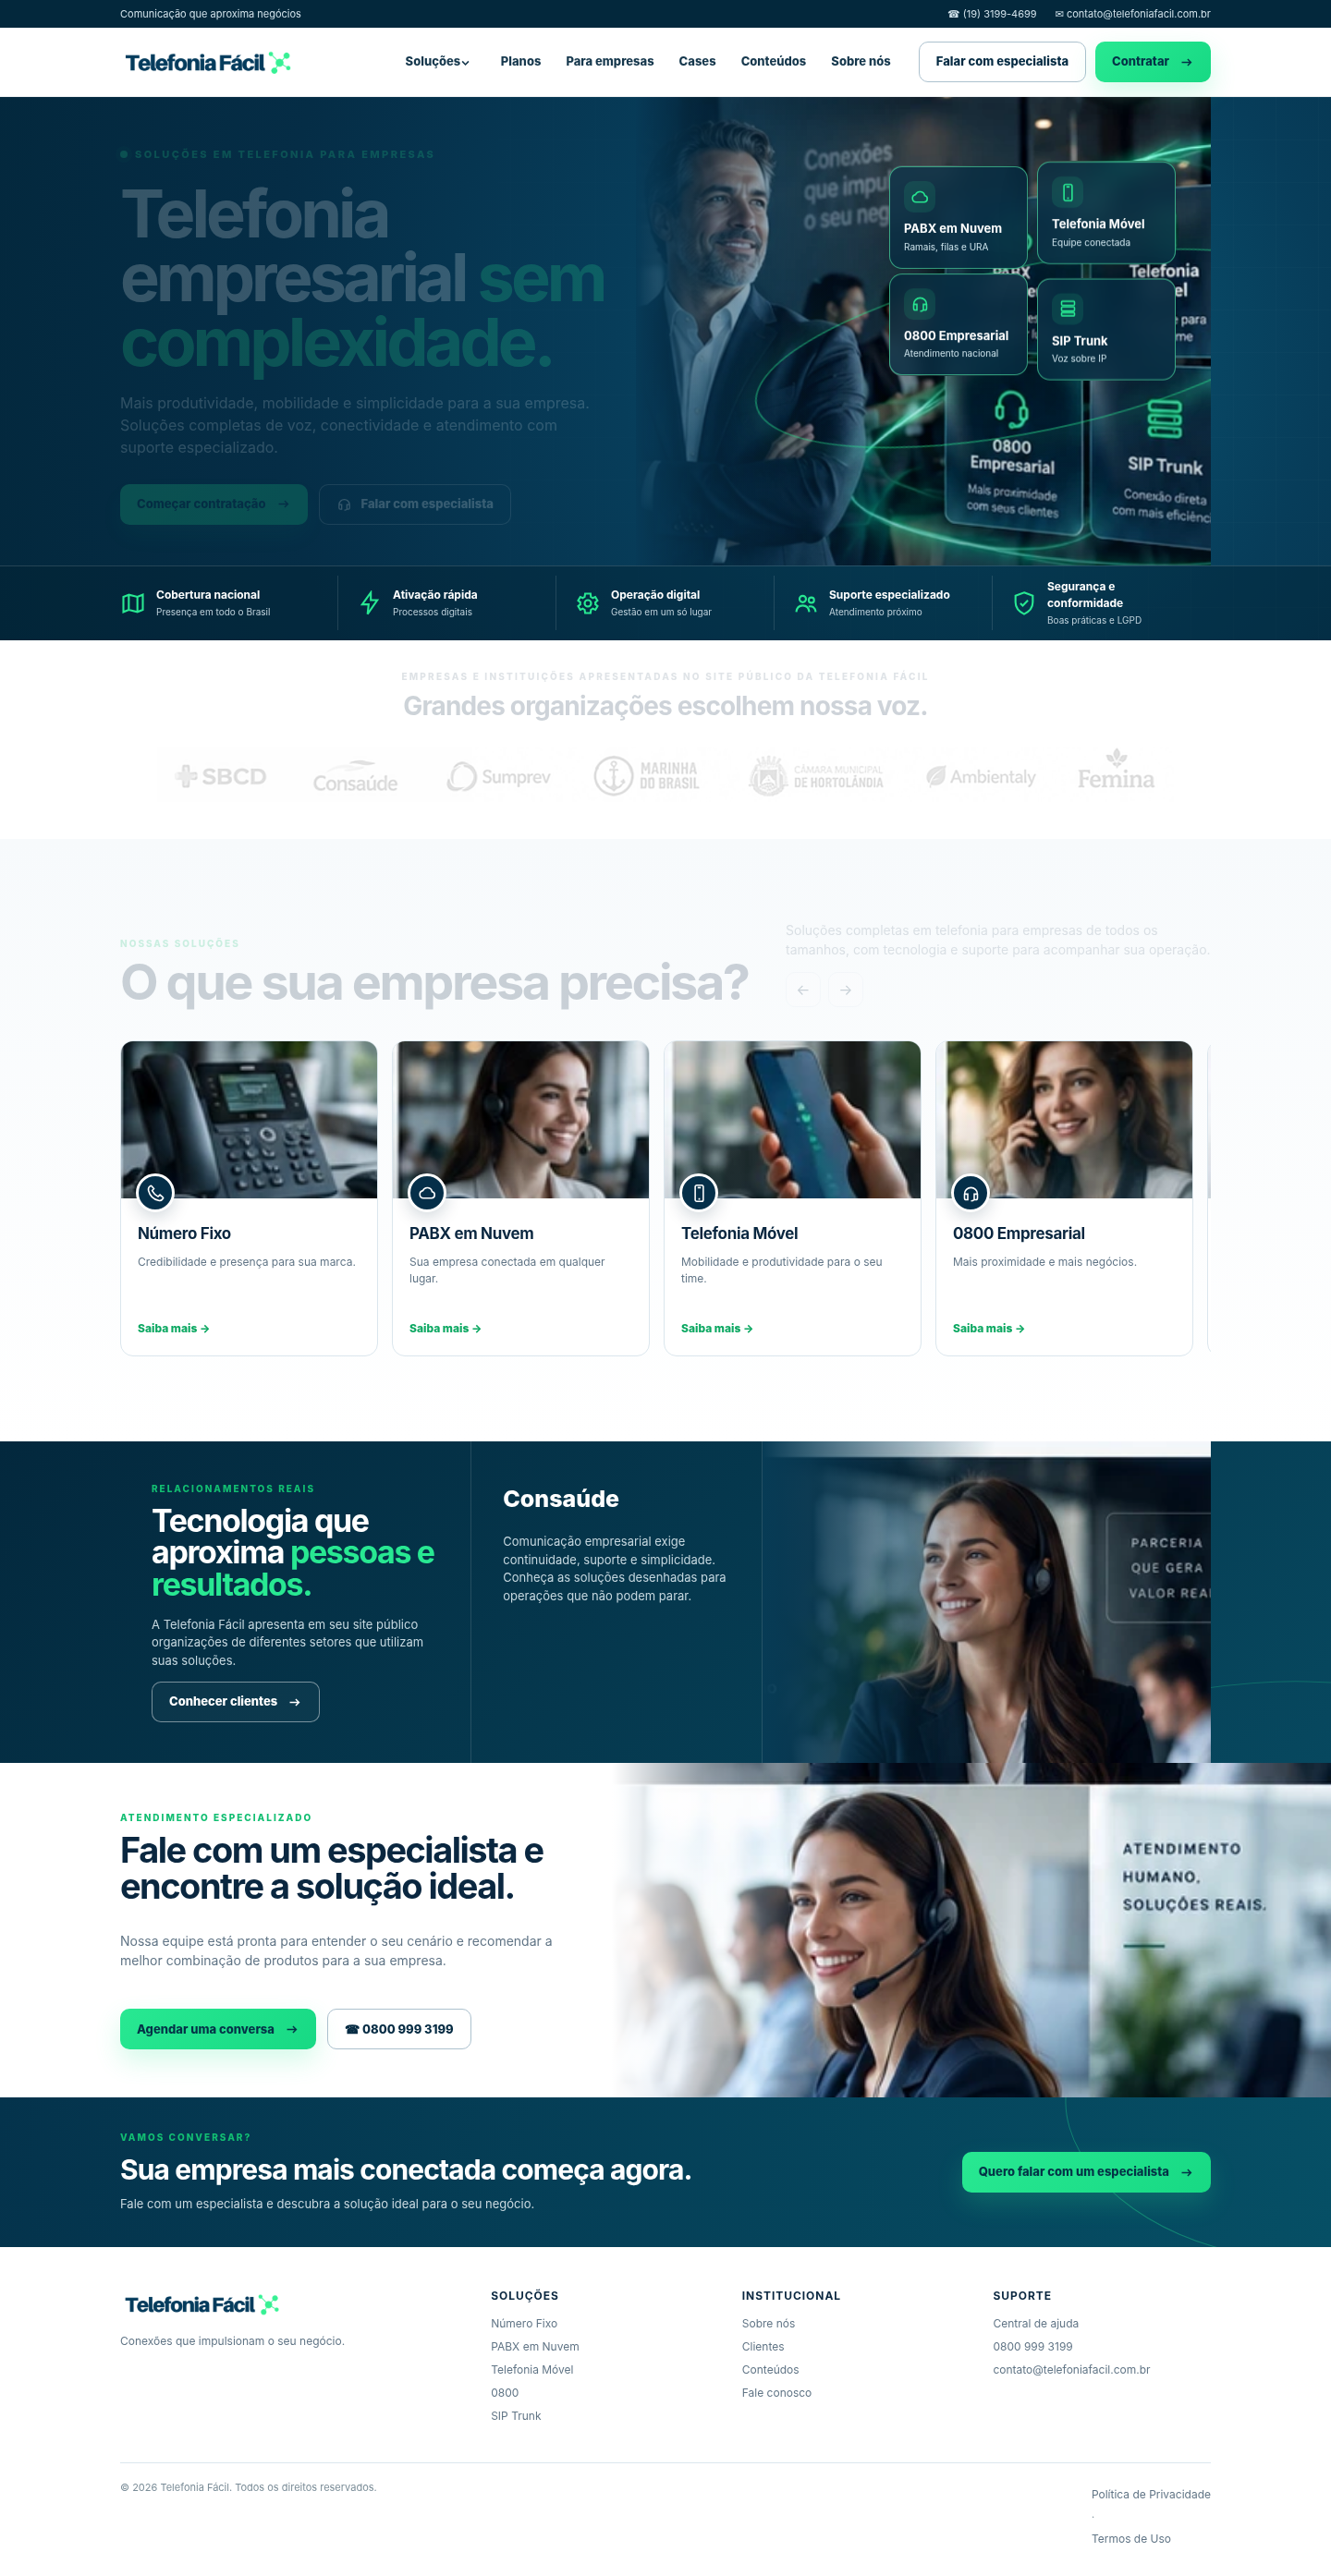 Comunicação que aproxima negócios
☎ (19) 3199-4699
✉ contato@telefoniafacil.com.br
Telefonia Fácil
Soluções
Planos
Para empresas
Cases
Conteúdos
Sobre nós
Falar com especialista
Contratar →
SOLUÇÕES EM TELEFONIA PARA EMPRESAS
Telefonia
empresarial sem
complexidade.
Mais produtividade, mobilidade e simplicidade para a sua empresa.
Soluções completas de voz, conectividade e atendimento com
suporte especializado.
Começar contratação →
Falar com especialista
Conexões
que
o seu
PABX em Nuvem
Ramais, filas e URA
Telefonia Móvel
Equipe conectada
0800 Empresarial
Atendimento nacional
SIP Trunk
Voz sobre IP
PABX
Telefonia
para
0800
Empresarial
Mais proximidade
com seus clientes
SIP Trunk
Conexão direta
com mais
Cobertura nacional
Presença em todo o Brasil
Ativação rápida
Processos digitais
Operação digital
Gestão em um só lugar
Suporte especializado
Atendimento próximo
Segurança e
conformidade
Boas práticas e LGPD
EMPRESAS E INSTITUIÇÕES APRESENTADAS NO SITE PÚBLICO DA TELEFONIA FÁCIL
Grandes organizações escolhem nossa voz.
SBCD
Consaúde
Sumprev
MARINHA
DO BRASIL
CÂMARA MUNICIPAL
DE HORTOLÂNDIA
Ambientaly
Femina
NOSSAS SOLUÇÕES
O que sua empresa precisa?
Soluções completas em telefonia para empresas de todos os
tamanhos, com tecnologia e suporte para acompanhar sua operação.
← →
Número Fixo
Credibilidade e presença para sua marca.
Saiba mais →
PABX em Nuvem
Sua empresa conectada em qualquer
lugar.
Saiba mais →
Telefonia Móvel
Mobilidade e produtividade para o seu
time.
Saiba mais →
0800 Empresarial
Mais proximidade e mais negócios.
Saiba mais →
RELACIONAMENTOS REAIS
Tecnologia que
aproxima pessoas e
resultados.
A Telefonia Fácil apresenta em seu site público
organizações de diferentes setores que utilizam
suas soluções.
Conhecer clientes →
Consaúde
Comunicação empresarial exige
continuidade, suporte e simplicidade.
Conheça as soluções desenhadas para
operações que não podem parar.
PARCERIA
QUE GERA
VALOR REAL
ATENDIMENTO ESPECIALIZADO
Fale com um especialista e
encontre a solução ideal.
Nossa equipe está pronta para entender o seu cenário e recomendar a
melhor combinação de produtos para a sua empresa.
Agendar uma conversa →
☎ 0800 999 3199
ATENDIMENTO
HUMANO,
SOLUÇÕES REAIS.
VAMOS CONVERSAR?
Sua empresa mais conectada começa agora.
Fale com um especialista e descubra a solução ideal para o seu negócio.
Quero falar com um especialista →
Telefonia Fácil
Conexões que impulsionam o seu negócio.
SOLUÇÕES
Número Fixo
PABX em Nuvem
Telefonia Móvel
0800
SIP Trunk
INSTITUCIONAL
Sobre nós
Clientes
Conteúdos
Fale conosco
SUPORTE
Central de ajuda
0800 999 3199
contato@telefoniafacil.com.br
© 2026 Telefonia Fácil. Todos os direitos reservados.
Política de Privacidade
·
Termos de Uso